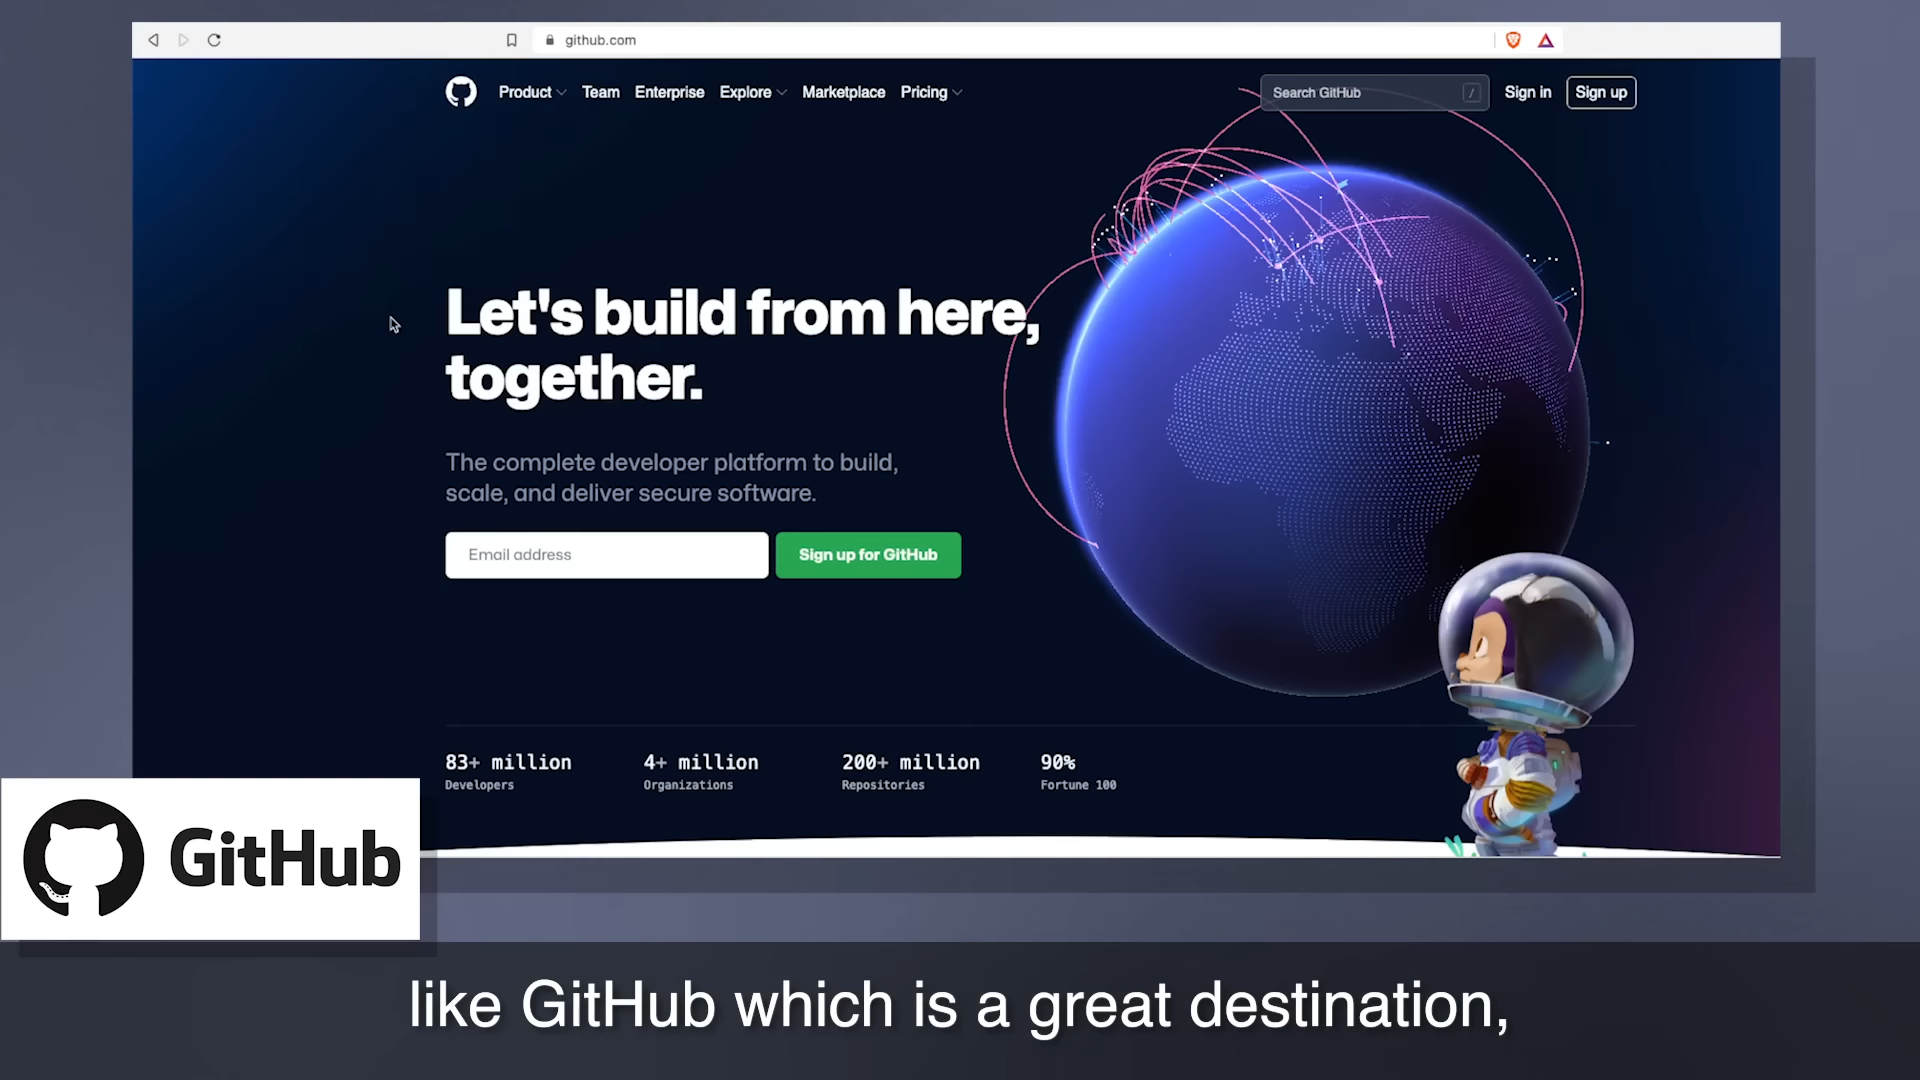 github.com
Product Team Enterprise Explore Marketplace Pricing
Search GitHub /
Sign in
Sign up
Let's build from here,
together.
The complete developer platform to build,
scale, and deliver secure software.
Email address
Sign up for GitHub
83+ million
Developers
4+ million
Organizations
200+ million
Repositories
90%
Fortune 100
GitHub
like GitHub which is a great destination,